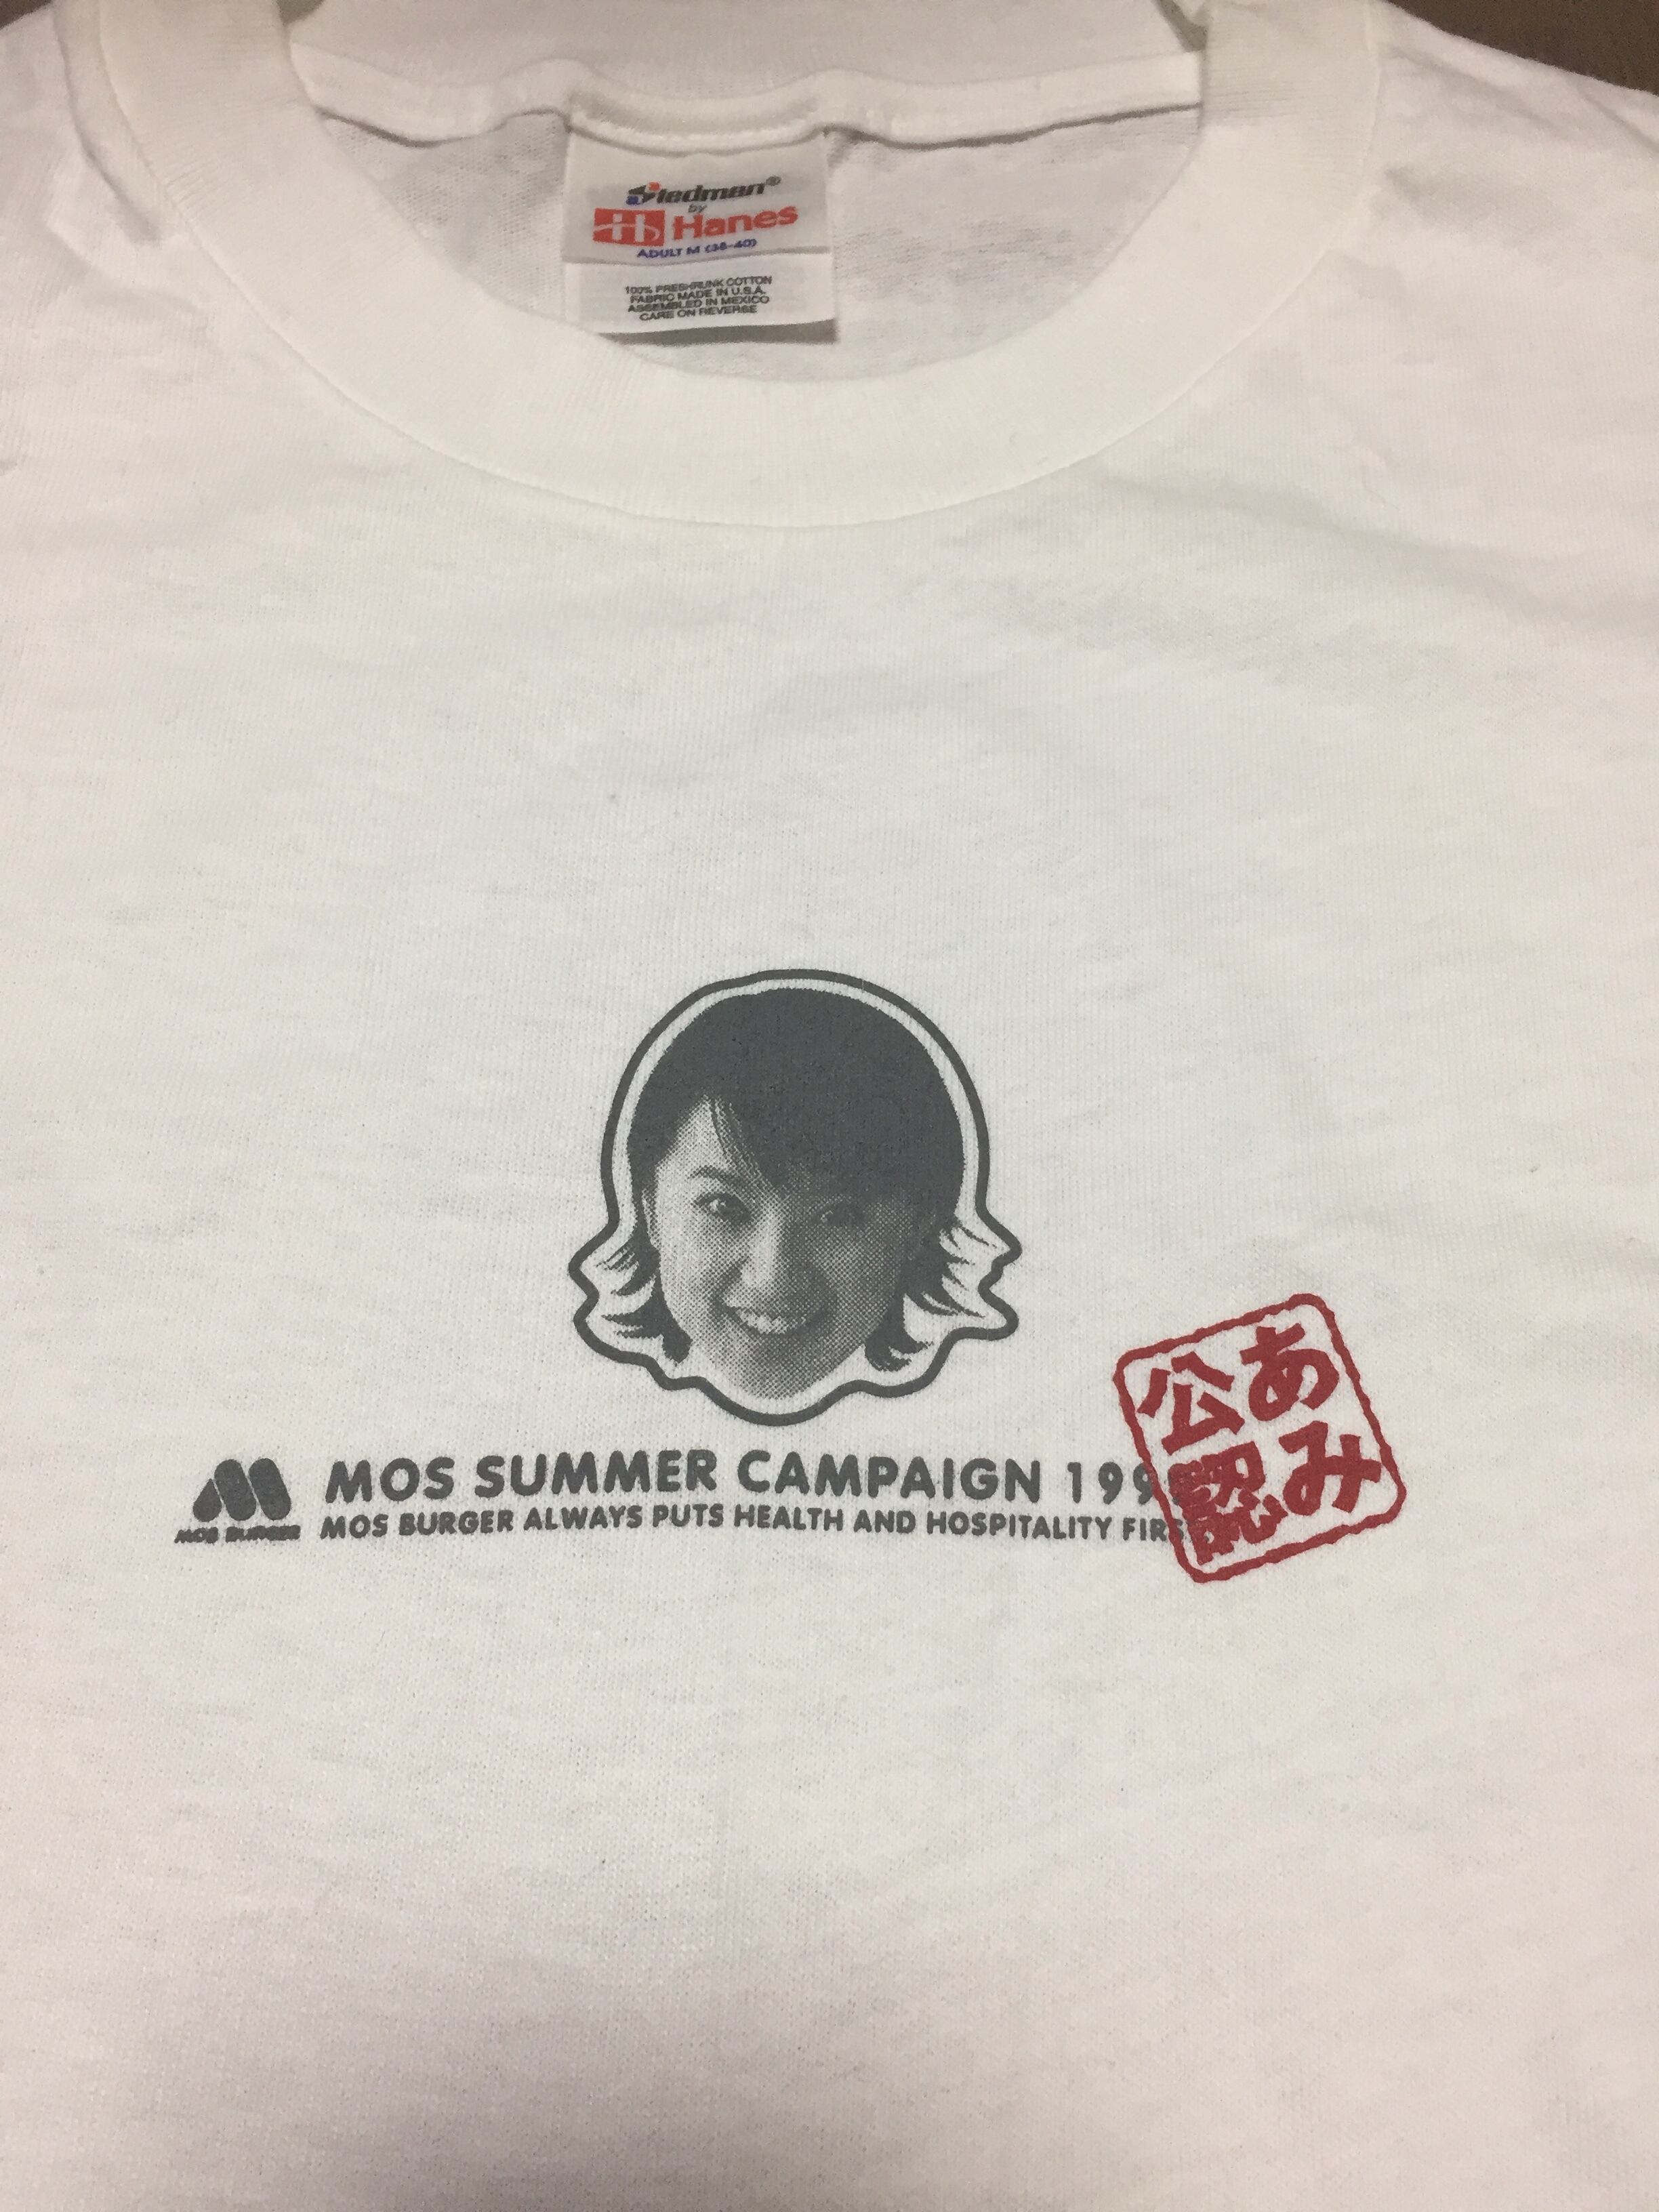 Stedman®
by
Hanes
ADULT M (38-40)
100% PRESHRUNK COTTON
FABRIC MADE IN U.S.A.
ASSEMBLED IN MEXICO
CARE ON REVERSE
MOS BURGER
MOS SUMMER CAMPAIGN 199
MOS BURGER ALWAYS PUTS HEALTH AND HOSPITALITY FIRS
あみ
公認